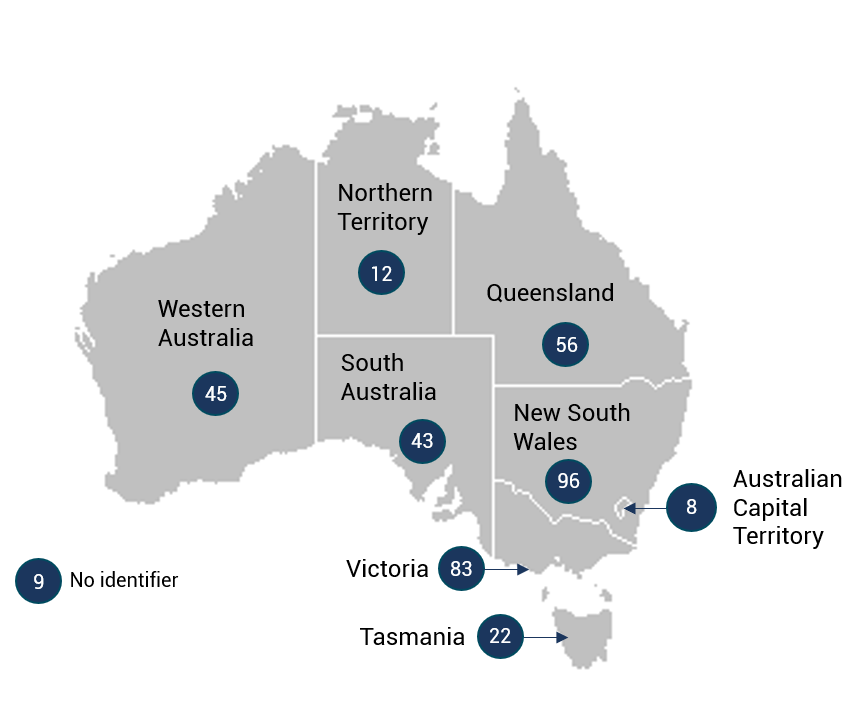 Northern
Territory
12
Queensland
56
Western
Australia
45
South
Australia
43
New South
Wales
96
Australian
Capital
Territory
8
Victoria
83
9
No identifier
Tasmania
22